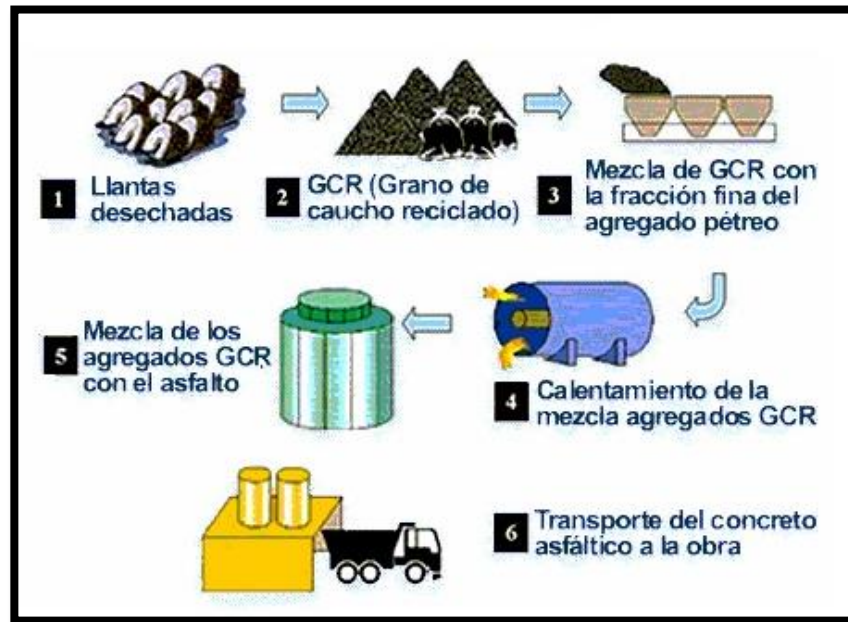 1 Llantas
desechadas
2 GCR (Grano de
caucho reciclado)
3 Mezcla de GCR con
la fracción fina del
agregado pétreo
4 Calentamiento de la
mezcla agregados GCR
5 Mezcla de los
agregados GCR
con el asfalto
6 Transporte del concreto
asfáltico a la obra